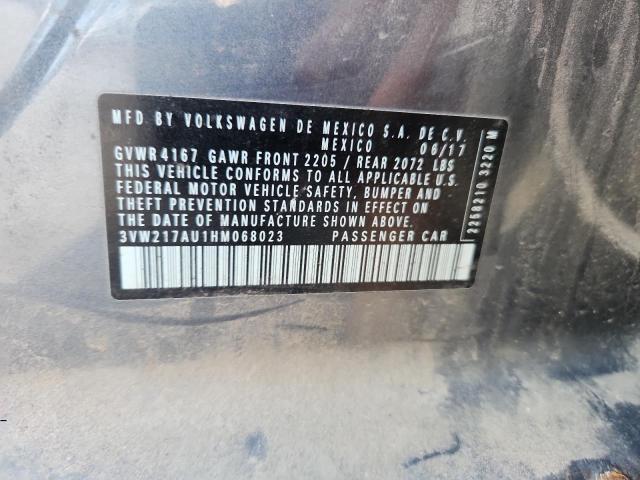 MFD BY VOLKSWAGEN DE MEXICO S.A. DE C.V.
MEXICO 06/17
GVWR 4167 GAWR FRONT 2205 / REAR 2072 LBS
THIS VEHICLE CONFORMS TO ALL APPLICABLE
FEDERAL MOTOR VEHICLE SAFETY, BUMPER AND
THEFT PREVENTION STANDARDS IN EFFECT ON
THE DATE OF MANUFACTURE SHOWN ABOVE.
3VW217AU1HM068023 PASSENGER CAR
3220 M